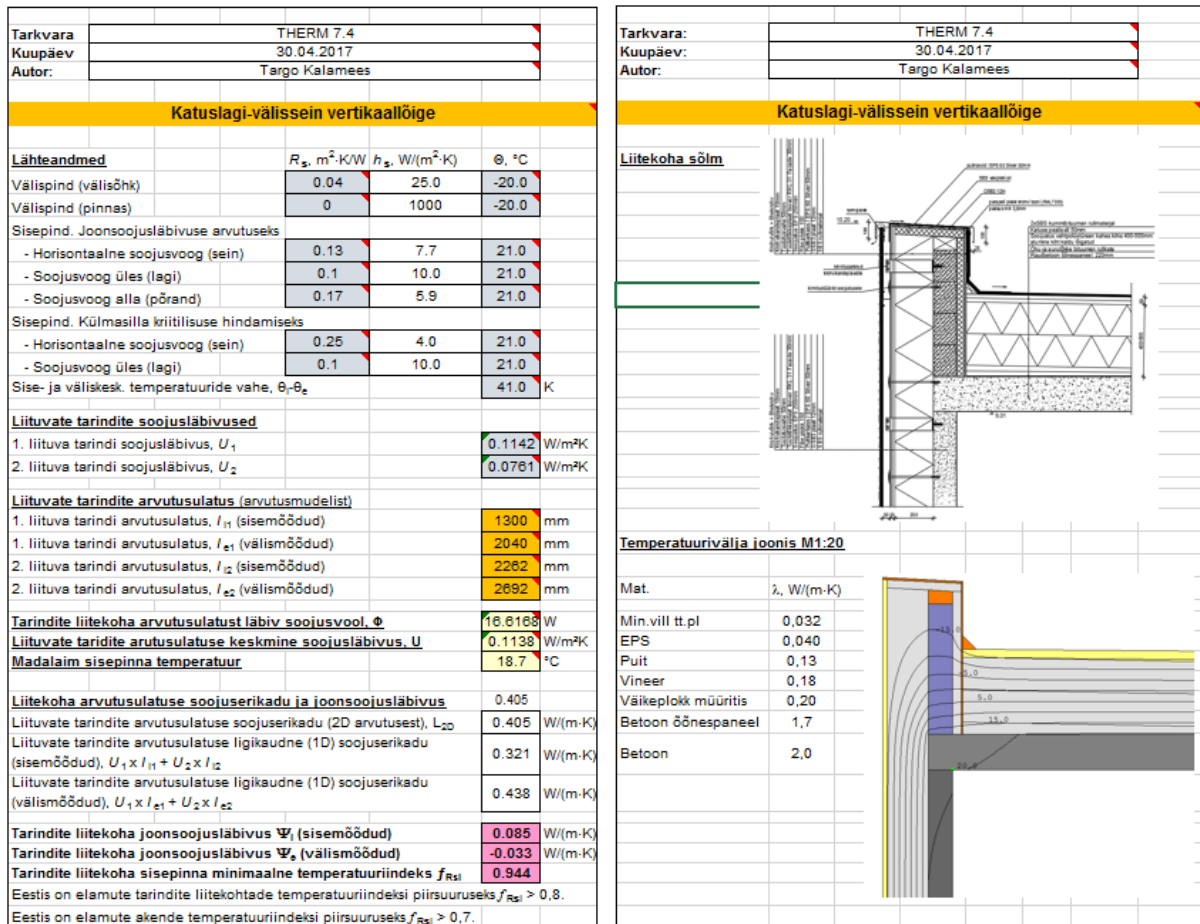 Tarkvara THERM 7.4
Kuupäev 30.04.2017
Autor: Targo Kalamees
Katuslagi-välissein vertikaallõige
Lähteandmed Rs, m²·K/W hs, W/(m²·K) Θ, °C
Välispind (välisõhk) 0.04 25.0 -20.0
Välispind (pinnas) 0 1000 -20.0
Sisepind. Joonsoojusläbivuse arvutuseks
- Horisontaalne soojusvoog (sein) 0.13 7.7 21.0
- Soojusvoog üles (lagi) 0.1 10.0 21.0
- Soojusvoog alla (põrand) 0.17 5.9 21.0
Sisepind. Külmasilla kriitilisuse hindamiseks
- Horisontaalne soojusvoog (sein) 0.25 4.0 21.0
- Soojusvoog üles (lagi) 0.1 10.0 21.0
Sise- ja väliskesk. temperatuuride vahe, θi-θe 41.0 K
Liituvate tarindite soojusläbivused
1. liituva tarindi soojusläbivus, U1 0.1142 W/m²K
2. liituva tarindi soojusläbivus, U2 0.0761 W/m²K
Liituvate tarindite arvutusulatus (arvutusmudelist)
1. liituva tarindi arvutusulatus, li1 (sisemõõdud) 1300 mm
1. liituva tarindi arvutusulatus, le1 (välismõõdud) 2040 mm
2. liituva tarindi arvutusulatus, li2 (sisemõõdud) 2262 mm
2. liituva tarindi arvutusulatus, le2 (välismõõdud) 2692 mm
Tarindite liitekoha arvutusulatust läbiv soojusvool, Φ 16.6168 W
Liituvate taridite arutusulatuse keskmine soojusläbivus, U 0.1138 W/m²K
Madalaim sisepinna temperatuur 18.7 °C
Liitekoha arvutusulatuse soojuserikadu ja joonsoojusläbivus 0.405
Liituvate tarindite arvutusulatuse soojuserikadu (2D arvutusest), L2D 0.405 W/(m·K)
Liituvate tarindite arvutusulatuse ligikaudne (1D) soojuserikadu
(sisemõõdud), U1 x li1 + U2 x li2 0.321 W/(m·K)
Liituvate tarindite arvutusulatuse ligikaudne (1D) soojuserikadu
(välismõõdud), U1 x le1 + U2 x le2 0.438 W/(m·K)
Tarindite liitekoha joonsoojusläbivus Ψi (sisemõõdud) 0.085 W/(m·K)
Tarindite liitekoha joonsoojusläbivus Ψe (välismõõdud) -0.033 W/(m·K)
Tarindite liitekoha sisepinna minimaalne temperatuuriindeks fRsi 0.944
Eestis on elamute tarindite liitekohtade temperatuuriindeksi piirsuuruseks fRsi > 0,8.
Eestis on elamute akende temperatuuriindeksi piirsuuruseks fRsi > 0,7.
Tarkvara: THERM 7.4
Kuupäev: 30.04.2017
Autor: Targo Kalamees
Katuslagi-välissein vertikaallõige
Liitekoha sõlm
Temperatuurivälja joonis M1:20
Mat. λ, W/(m·K)
Min.vill tt.pl 0,032
EPS 0,040
Puit 0,13
Vineer 0,18
Väikeplokk müüritis 0,20
Betoon õõnespaneel 1,7
Betoon 2,0
-15.0
-5.0
5.0
15.0
20.0